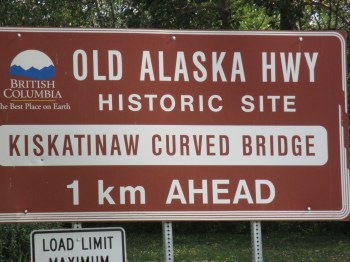 OLD ALASKA HWY
BRITISH
COLUMBIA
The Best Place on Earth
HISTORIC SITE
KISKATINAW CURVED BRIDGE
1 km AHEAD
LOAD LIMIT
MAXIMUM